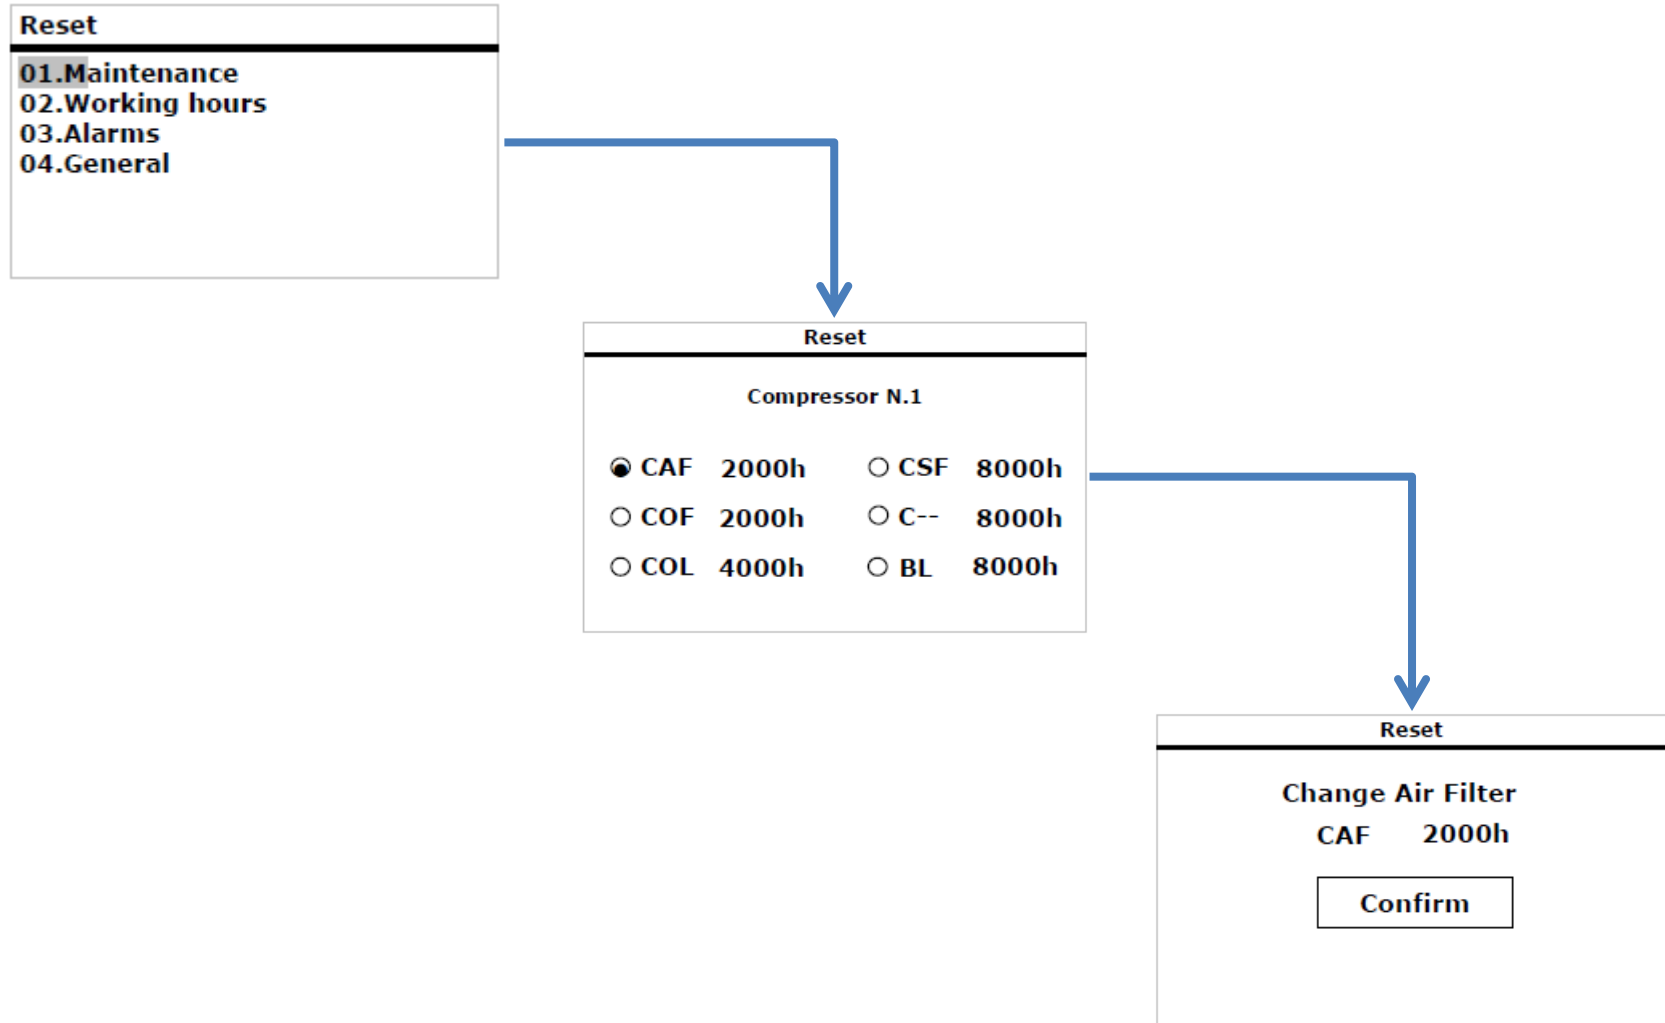 Reset
01.Maintenance
02.Working hours
03.Alarms
04.General
Reset
Compressor N.1
CAF 2000h CSF 8000h
COF 2000h C-- 8000h
COL 4000h BL 8000h
Reset
Change Air Filter
CAF 2000h
Confirm